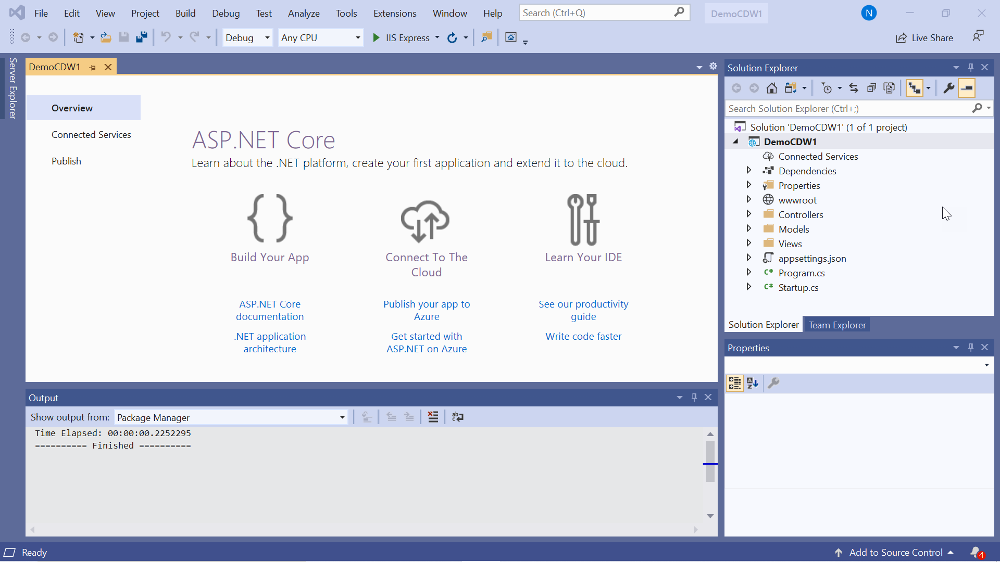 File Edit View Project Build Debug Test Analyze Tools Extensions Window Help Search (Ctrl+Q) DemoCDW1 N
Debug Any CPU IIS Express Live Share
Server Explorer
DemoCDW1
Overview
Connected Services
Publish
ASP.NET Core
Learn about the .NET platform, create your first application and extend it to the cloud.
Build Your App
Connect To The
Cloud
Learn Your IDE
ASP.NET Core
documentation
.NET application
architecture
Publish your app to
Azure
Get started with
ASP.NET on Azure
See our productivity
guide
Write code faster
Output
Show output from: Package Manager
Time Elapsed: 00:00:00.2252295
========== Finished ==========
Solution Explorer
Search Solution Explorer (Ctrl+;)
Solution 'DemoCDW1' (1 of 1 project)
DemoCDW1
Connected Services
Dependencies
Properties
wwwroot
Controllers
Models
Views
appsettings.json
C# Program.cs
C# Startup.cs
Solution Explorer Team Explorer
Properties
Ready
Add to Source Control 4